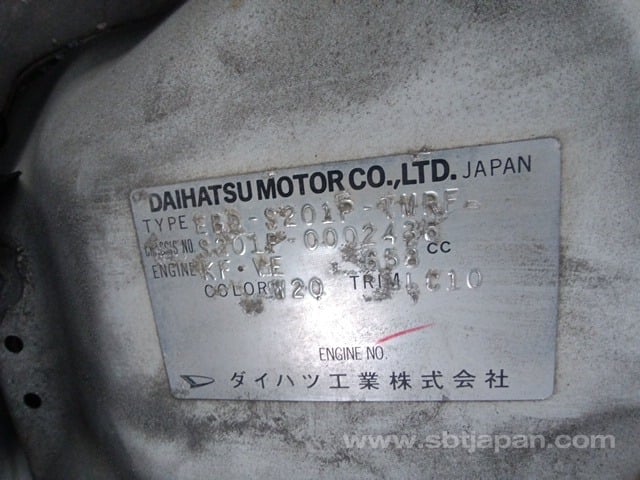 DAIHATSU MOTOR CO.,LTD. JAPAN
TYPE EBD-S201P-TMRF-
CHASSIS NO. S201P-0002436
ENGINE KF-VE 658 CC
COLOR W20 TRIM LC10
ENGINE NO.
ダイハツ工業株式会社
www.sbtjapan.com